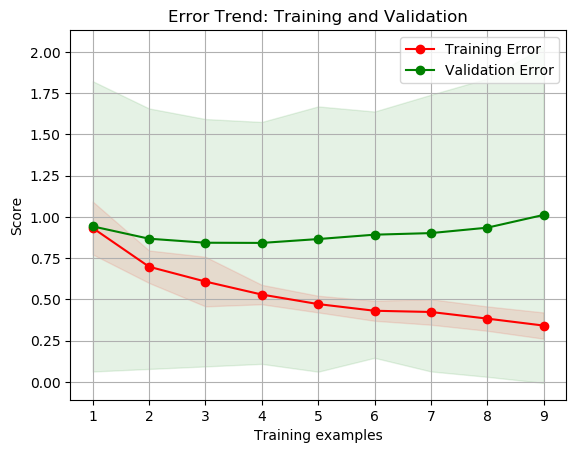 Error Trend: Training and Validation
Training Error
Validation Error
2.00
1.75
1.50
1.25
1.00
0.75
0.50
0.25
0.00
Score
1 2 3 4 5 6 7 8 9
Training examples